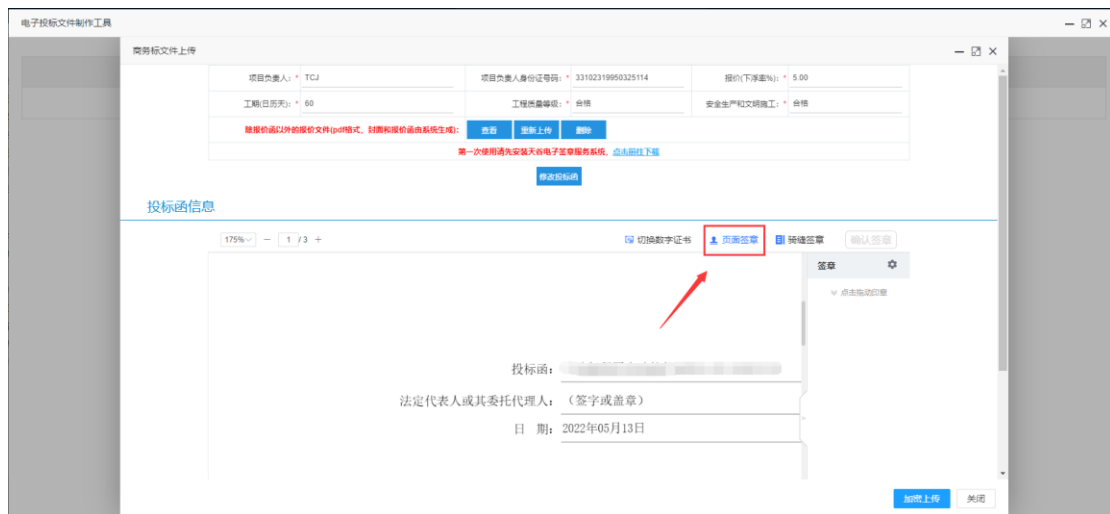 电子投标文件制作工具
商务标文件上传
项目负责人: * TCJ 项目负责人身份证号码: * 33102319950325114 报价(下浮率%): * 5.00
工期(日历天): * 60 工程质量等级: * 合格 安全生产和文明施工: * 合格
除报价函以外的报价文件(pdf格式, 封面和报价函由系统生成): 查看 重新上传 删除
第一次使用请先安装天谷电子签章服务系统, 点击前往下载
修改投标函
投标函信息
175% − 1 / 3 + 切换数字证书 页面签章 骑缝签章 确认签章
签章
点击拖动印章
投标函:
法定代表人或其委托代理人: （签字或盖章）
日 期: 2022年05月13日
加密上传 关闭